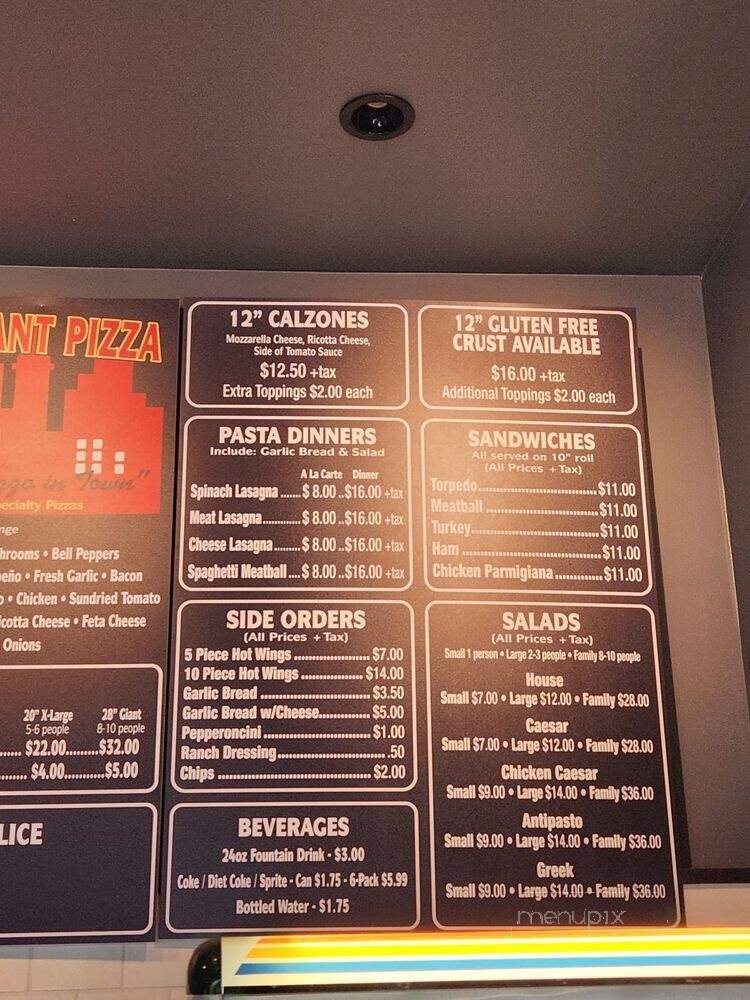 ANT PIZZA
zza in Town"
ecialty Pizzas
nge
hrooms • Bell Peppers
eño • Fresh Garlic • Bacon
o • Chicken • Sundried Tomato
icotta Cheese • Feta Cheese
Onions
20" X-Large 28" Giant
5-6 people 8-10 people
..... $22.00.........$32.00
..... $4.00..........$5.00
LICE
12" CALZONES
Mozzarella Cheese, Ricotta Cheese,
Side of Tomato Sauce
$12.50 +tax
Extra Toppings $2.00 each
PASTA DINNERS
Include: Garlic Bread & Salad
A La Carte Dinner
Spinach Lasagna ..... $ 8.00 ..$16.00 +tax
Meat Lasagna.......... $ 8.00 ..$16.00 +tax
Cheese Lasagna....... $ 8.00 ..$16.00 +tax
Spaghetti Meatball ... $ 8.00 ..$16.00 +tax
SIDE ORDERS
(All Prices + Tax)
5 Piece Hot Wings ..................... $7.00
10 Piece Hot Wings .................. $14.00
Garlic Bread .............................. $3.50
Garlic Bread w/Cheese.............. $5.00
Pepperoncini ............................. $1.00
Ranch Dressing............................ .50
Chips .......................................... $2.00
BEVERAGES
24oz Fountain Drink - $3.00
Coke / Diet Coke / Sprite - Can $1.75 - 6-Pack $5.99
Bottled Water - $1.75
12" GLUTEN FREE
CRUST AVAILABLE
$16.00 +tax
Additional Toppings $2.00 each
SANDWICHES
All served on 10" roll
(All Prices + Tax)
Torpedo..............................$11.00
Meatball ............................$11.00
Turkey................................$11.00
Ham ...................................$11.00
Chicken Parmigiana............$11.00
SALADS
(All Prices + Tax)
Small 1 person • Large 2-3 people • Family 8-10 people
House
Small $7.00 • Large $12.00 • Family $28.00
Caesar
Small $7.00 • Large $12.00 • Family $28.00
Chicken Caesar
Small $9.00 • Large $14.00 • Family $36.00
Antipasto
Small $9.00 • Large $14.00 • Family $36.00
Greek
Small $9.00 • Large $14.00 • Family $36.00
menupix